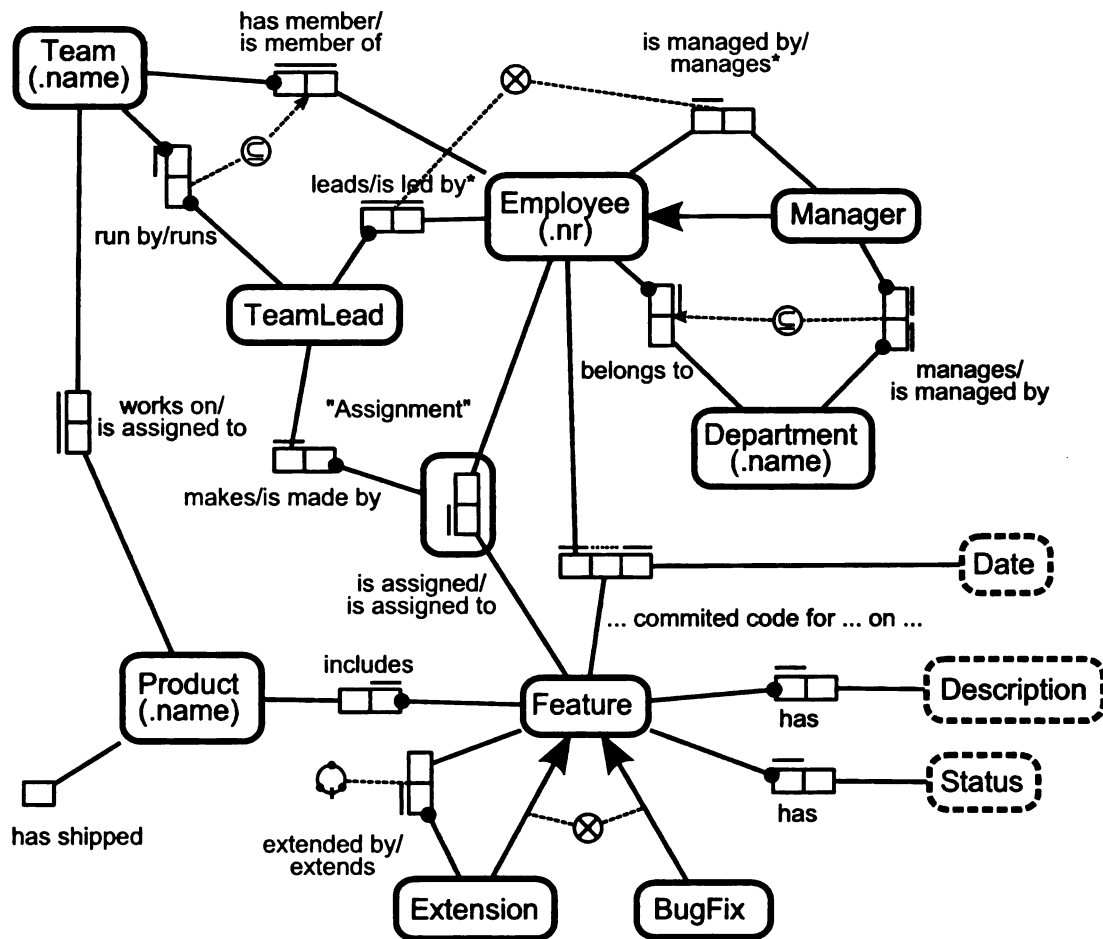 has member/
is member of
Team
(.name)
is managed by/
manages*
leads/is led by*
Employee
(.nr)
Manager
run by/runs
TeamLead
belongs to
manages/
is managed by
works on/
is assigned to
"Assignment"
Department
(.name)
makes/is made by
is assigned/
is assigned to
Date
... commited code for ... on ...
includes
Product
(.name)
Feature
Description
has
Status
has
has shipped
extended by/
extends
Extension
BugFix